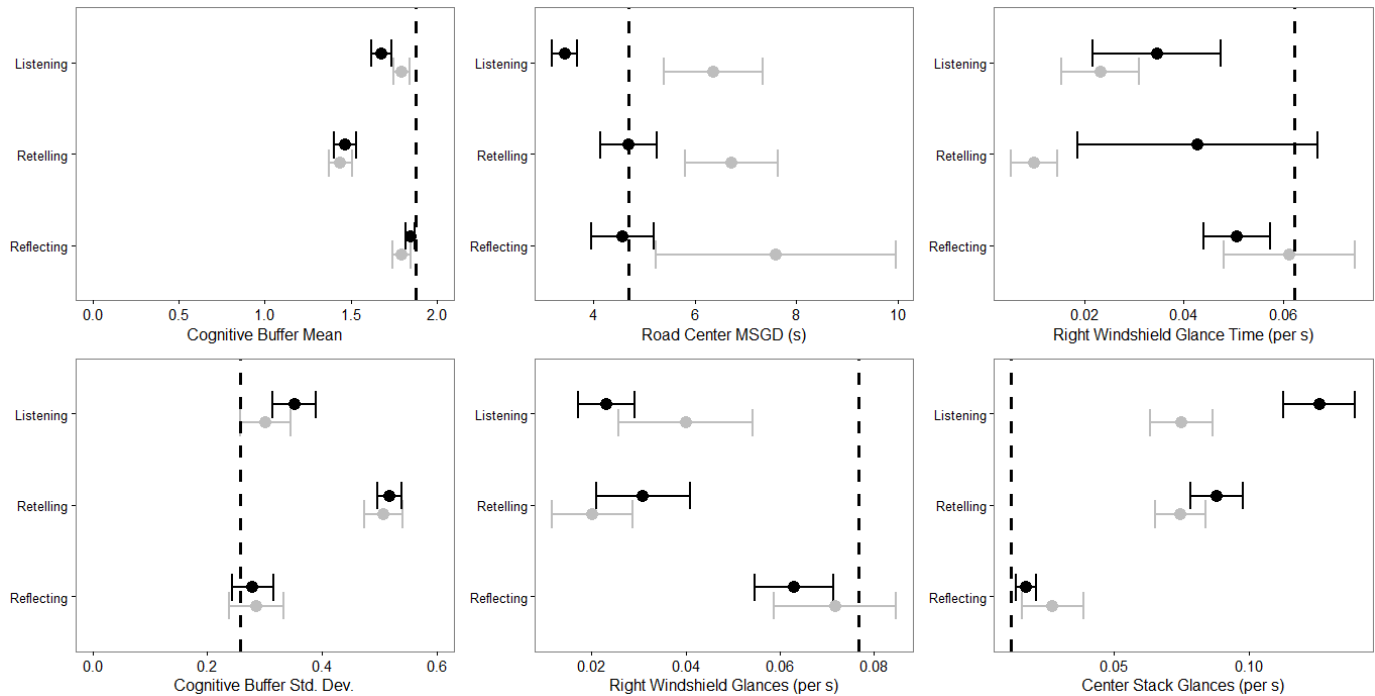 Listening
Retelling
Reflecting
0.0 0.5 1.0 1.5 2.0
Cognitive Buffer Mean
Listening
Retelling
Reflecting
4 6 8 10
Road Center MSGD (s)
Listening
Retelling
Reflecting
0.02 0.04 0.06
Right Windshield Glance Time (per s)
Listening
Retelling
Reflecting
0.0 0.2 0.4 0.6
Cognitive Buffer Std. Dev.
Listening
Retelling
Reflecting
0.02 0.04 0.06 0.08
Right Windshield Glances (per s)
Listening
Retelling
Reflecting
0.05 0.10
Center Stack Glances (per s)